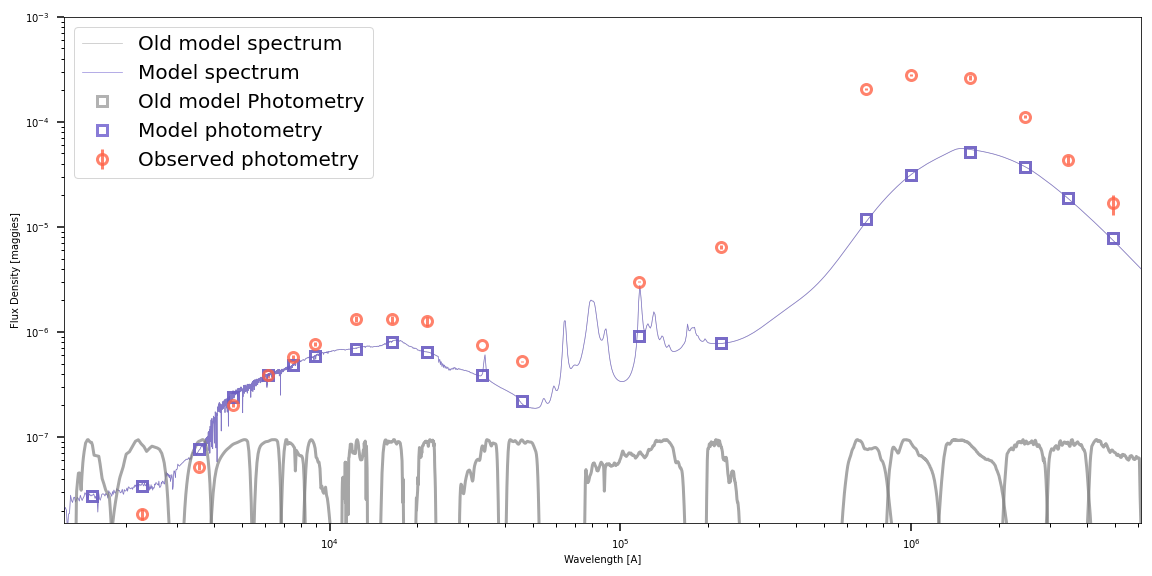 10⁻³
10⁻⁴
10⁻⁵
10⁻⁶
10⁻⁷
Flux Density [maggies]
Old model spectrum
Model spectrum
Old model Photometry
Model photometry
Observed photometry
10⁴
10⁵
10⁶
Wavelength [A]